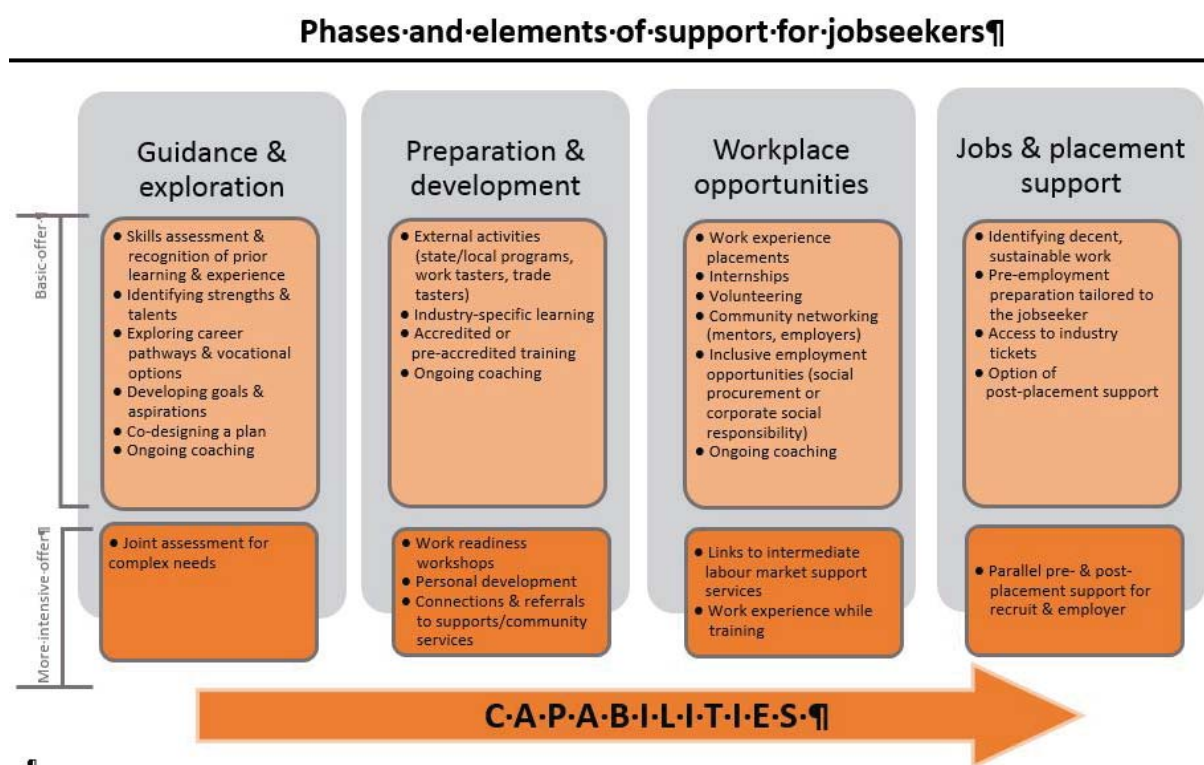 Phases·and·elements·of·support·for·jobseekers¶
Guidance &
exploration
Preparation &
development
Workplace
opportunities
Jobs & placement
support
Basic·offer·¶
● Skills assessment &
recognition of prior
learning & experience
● Identifying strengths &
talents
● Exploring career
pathways & vocational
options
● Developing goals &
aspirations
● Co-designing a plan
● Ongoing coaching
● External activities
(state/local programs,
work tasters, trade
tasters)
● Industry-specific learning
● Accredited or
pre-accredited training
● Ongoing coaching
● Work experience
placements
● Internships
● Volunteering
● Community networking
(mentors, employers)
● Inclusive employment
opportunities (social
procurement or
corporate social
responsibility)
● Ongoing coaching
● Identifying decent,
sustainable work
● Pre-employment
preparation tailored to
the jobseeker
● Access to industry
tickets
● Option of
post-placement support
More·intensive·offer¶
● Joint assessment for
complex needs
● Work readiness
workshops
● Personal development
● Connections & referrals
to supports/community
services
● Links to intermediate
labour market support
services
● Work experience while
training
● Parallel pre- & post-
placement support for
recruit & employer
C·A·P·A·B·I·L·I·T·I·E·S·¶
¶